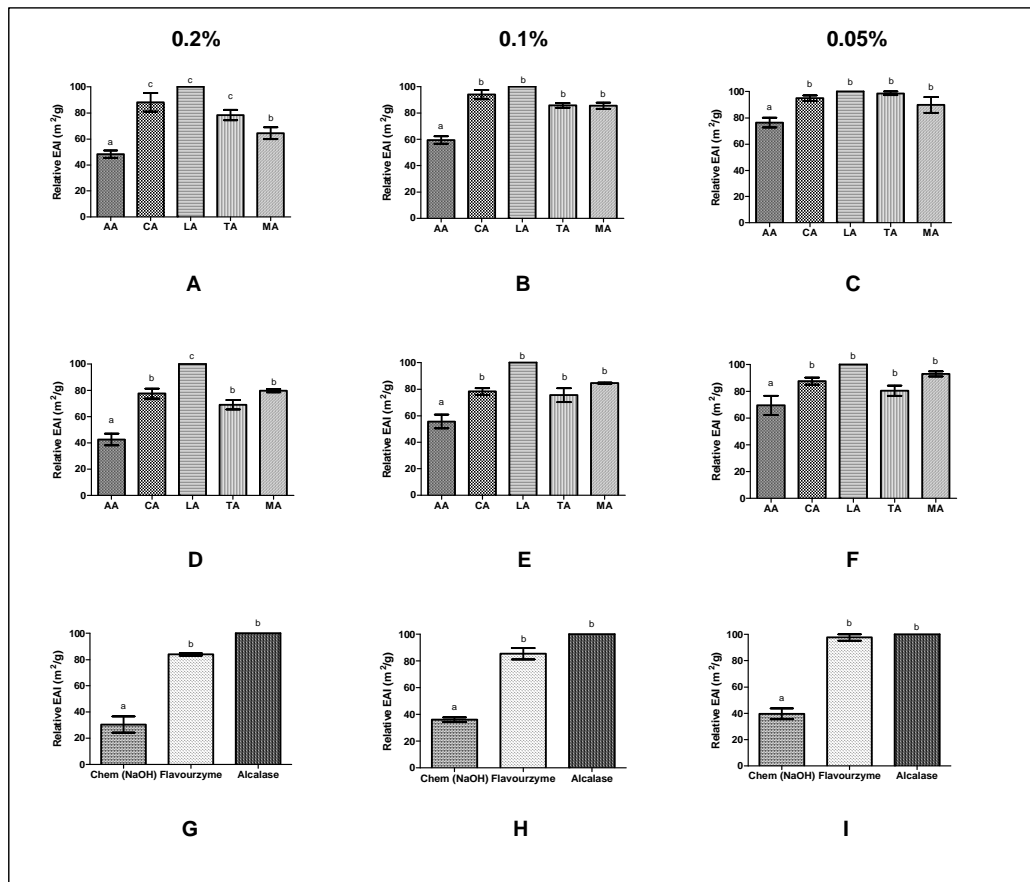 0.2% 0.1% 0.05%
Relative EAI (m²/g)
100
80
60
40
20
0
a c c c b
AA CA LA TA MA
A
Relative EAI (m²/g)
100
80
60
40
20
0
a b b b b
AA CA LA TA MA
B
Relative EAI (m²/g)
100
80
60
40
20
0
a b b b b
AA CA LA TA MA
C
Relative EAI (m²/g)
100
80
60
40
20
0
a b c b b
AA CA LA TA MA
D
Relative EAI (m²/g)
100
80
60
40
20
0
a b b b b
AA CA LA TA MA
E
Relative EAI (m²/g)
100
80
60
40
20
0
a b b b b
AA CA LA TA MA
F
Relative EAI (m²/g)
100
80
60
40
20
0
a b b
Chem (NaOH) Flavourzyme Alcalase
G
Relative EAI (m²/g)
100
80
60
40
20
0
a b b
Chem (NaOH) Flavourzyme Alcalase
H
Relative EAI (m²/g)
100
80
60
40
20
0
a b b
Chem (NaOH) Flavourzyme Alcalase
I